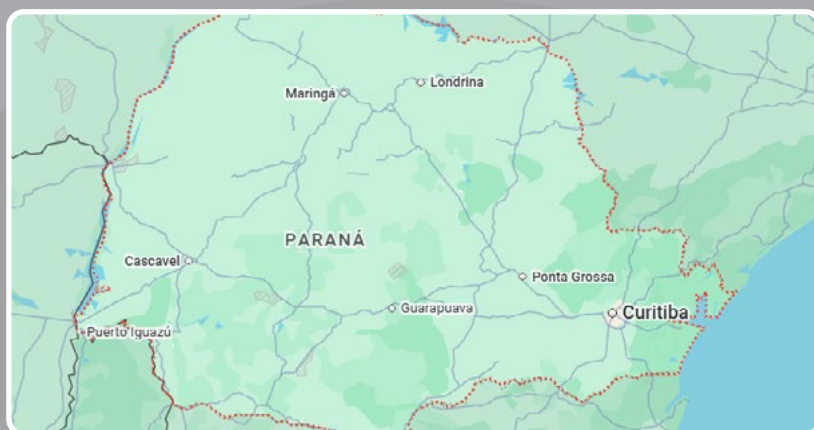 Londrina
Maringá
PARANÁ
Cascavel
Ponta Grossa
Guarapuava
Curitiba
Puerto Iguazú